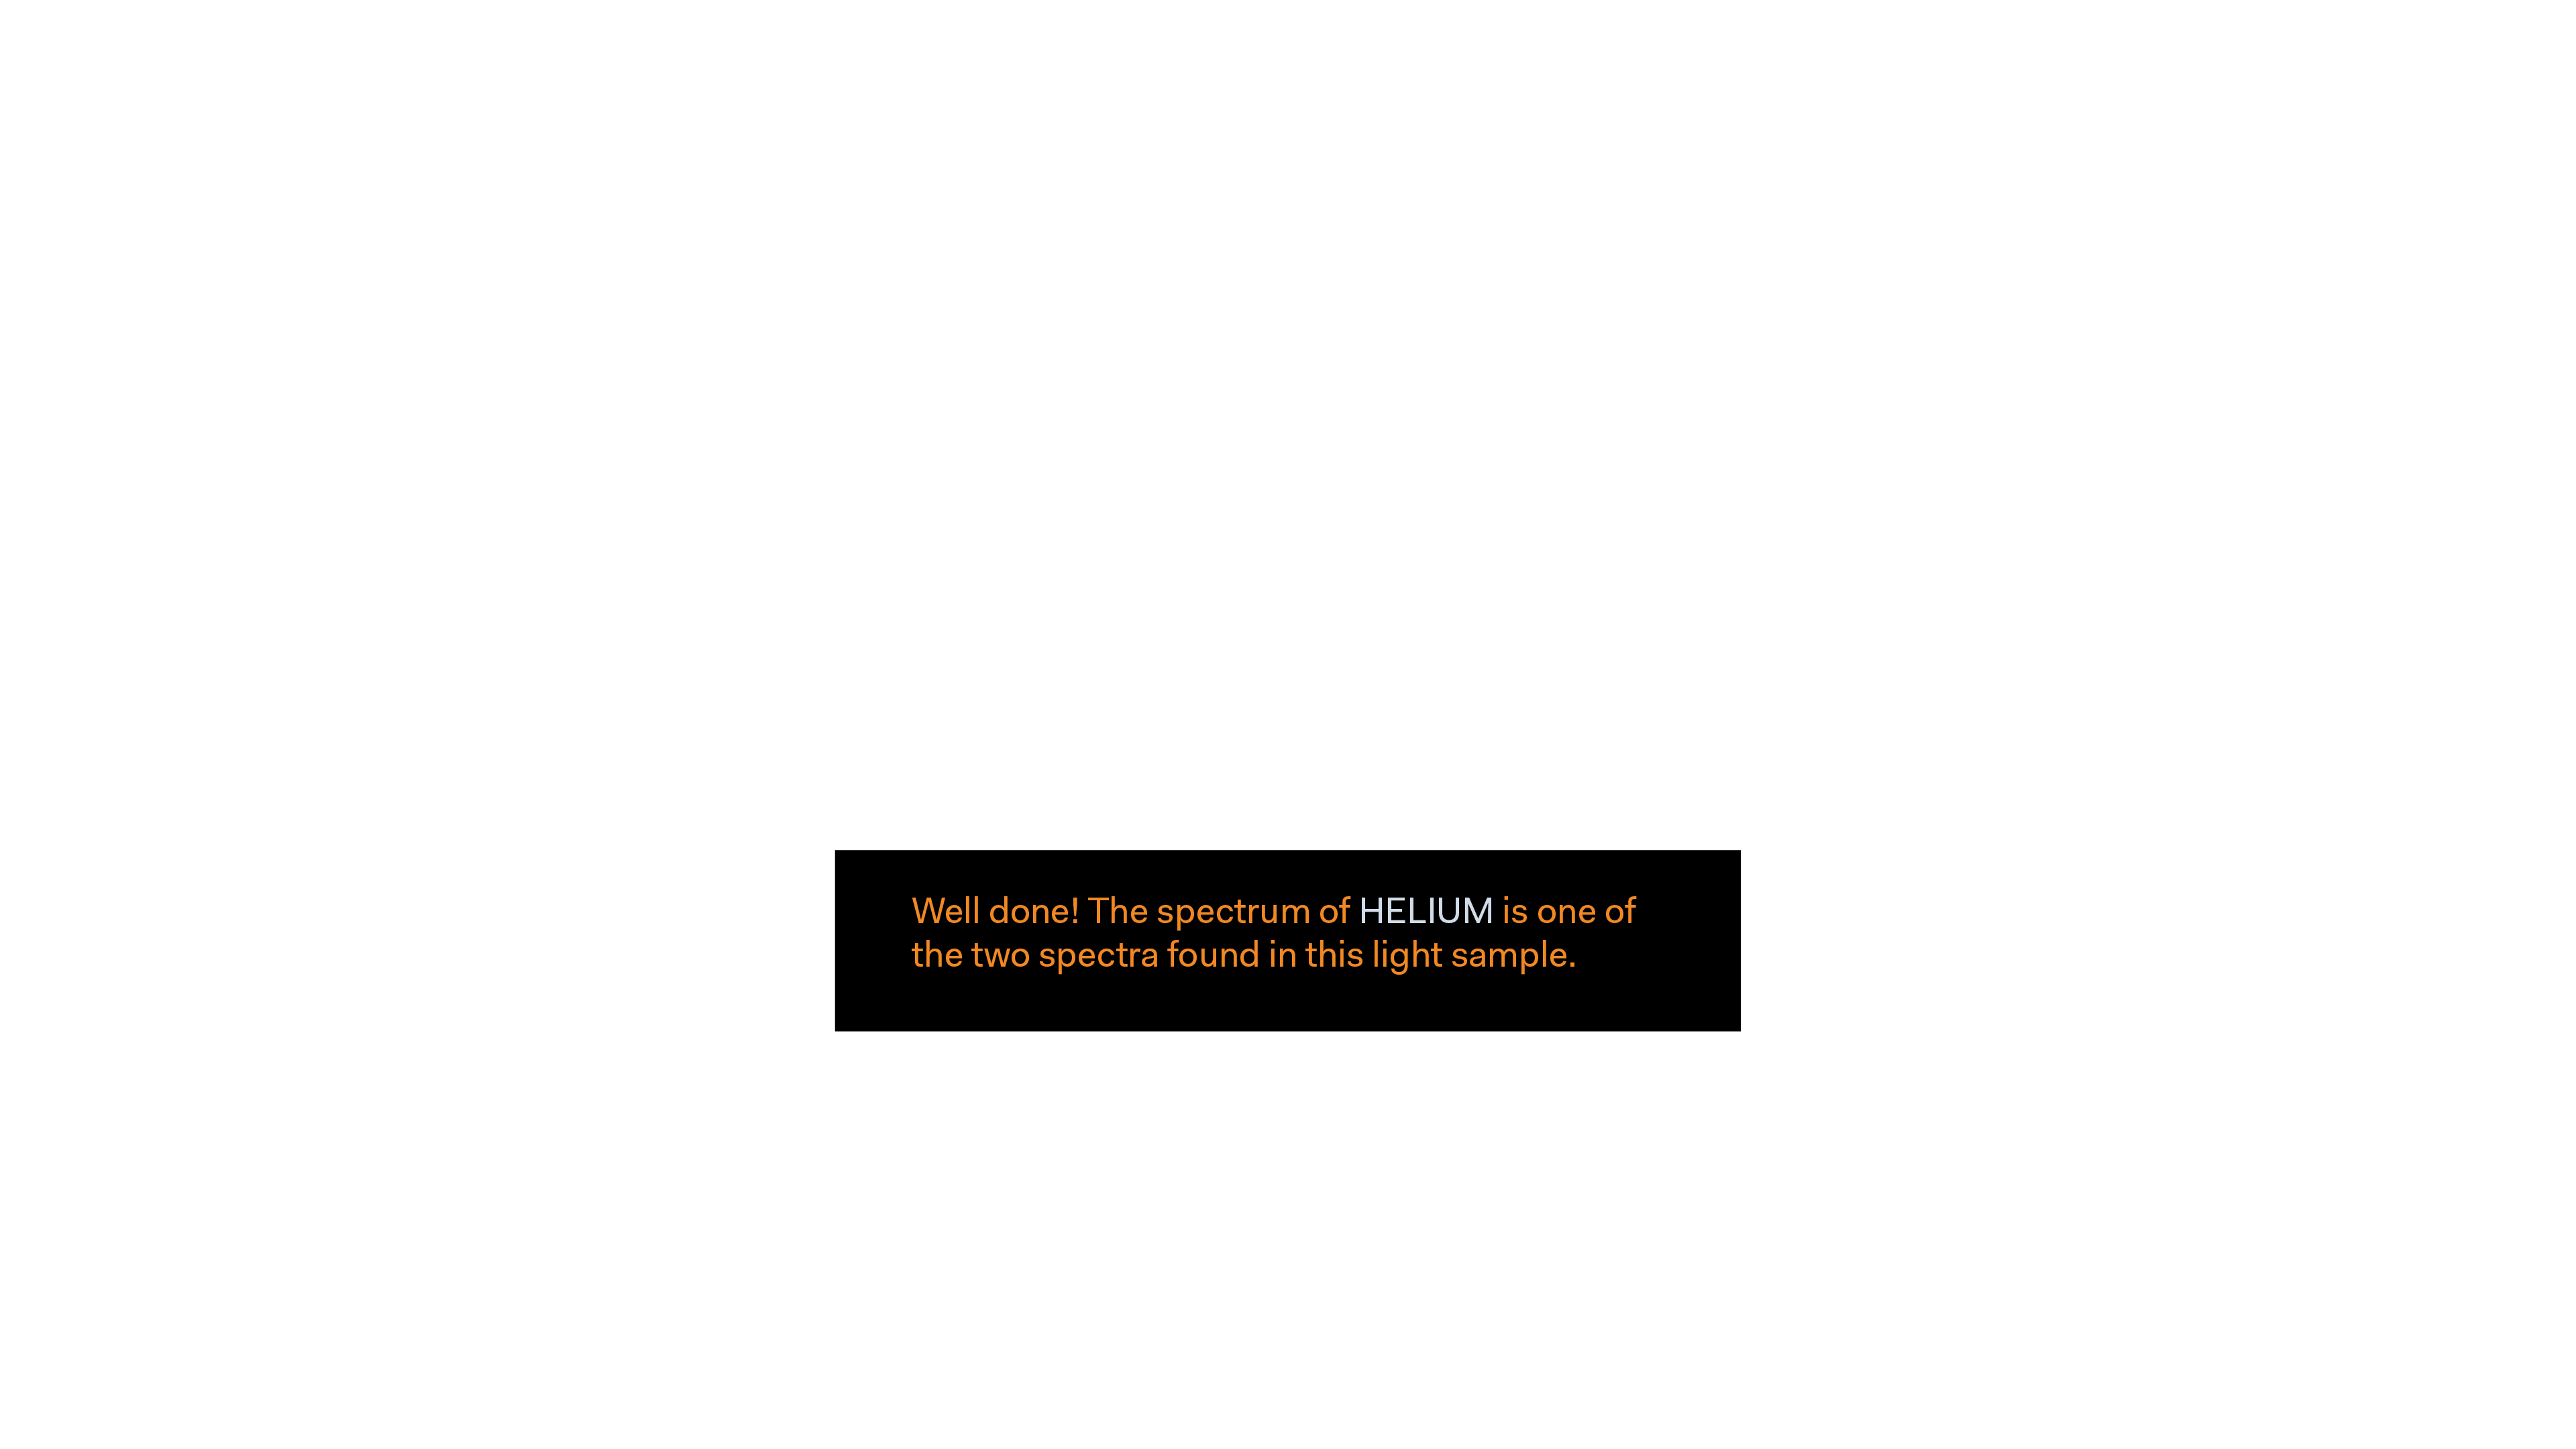 Well done! The spectrum of HELIUM is one of
the two spectra found in this light sample.